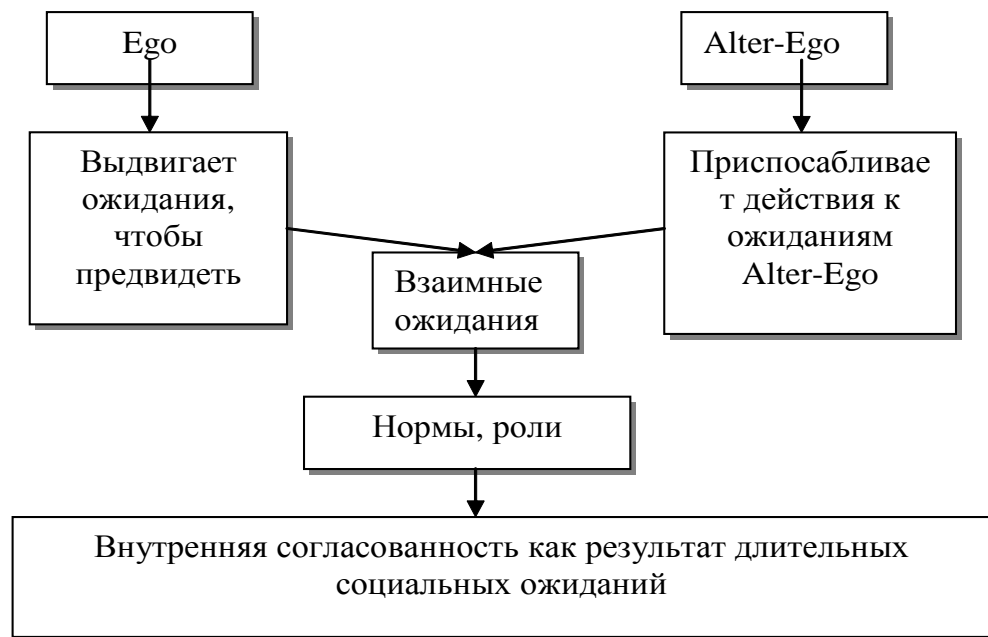 Ego
Alter-Ego
Выдвигает
ожидания,
чтобы
предвидеть
Приспосабливае
т действия к
ожиданиям
Alter-Ego
Взаимные
ожидания
Нормы, роли
Внутренняя согласованность как результат длительных
социальных ожиданий